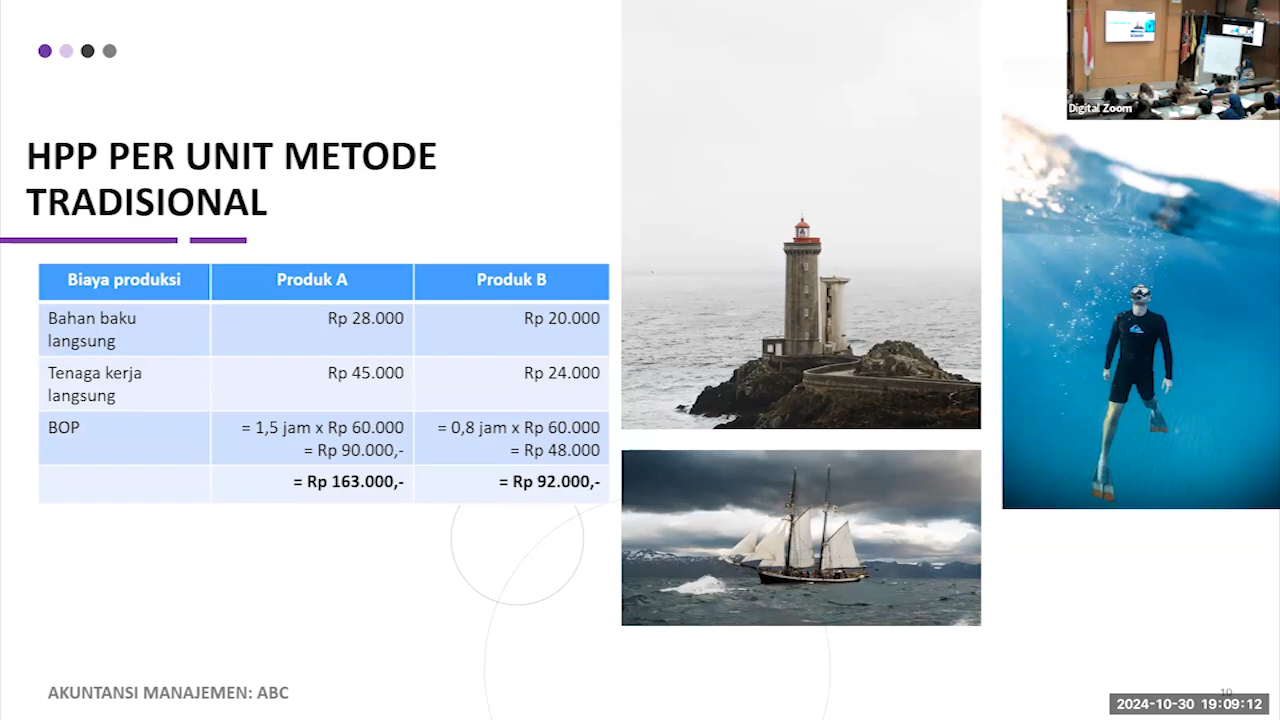 HPP PER UNIT METODE
TRADISIONAL
Biaya produksi Produk A Produk B
Bahan baku langsung Rp 28.000 Rp 20.000
Tenaga kerja langsung Rp 45.000 Rp 24.000
BOP = 1,5 jam x Rp 60.000 = 0,8 jam x Rp 60.000
= Rp 90.000,- = Rp 48.000
= Rp 163.000,- = Rp 92.000,-
AKUNTANSI MANAJEMEN: ABC
Digital Zoom
10
2024-10-30 19:09:12